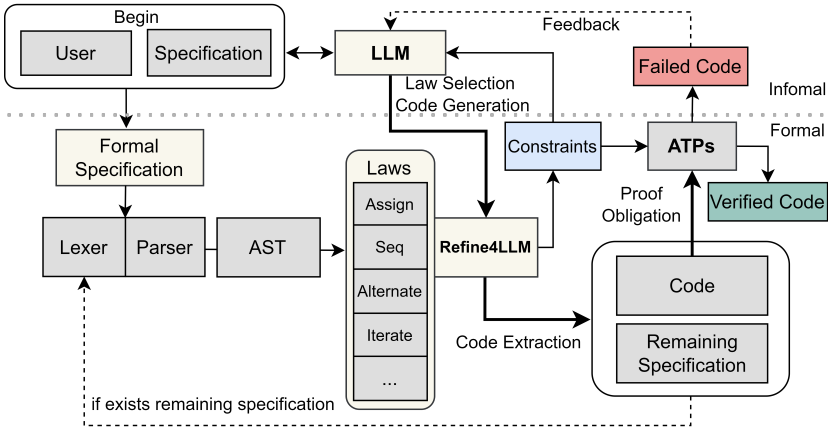 Begin
User
Specification
LLM
Feedback
Failed Code
Law Selection
Code Generation
Infomal
Formal
Formal
Specification
Constraints
ATPs
Laws
Proof
Obligation
Verified Code
Assign
Lexer
Parser
AST
Seq
Refine4LLM
Alternate
Code
Iterate
Code Extraction
Remaining
Specification
...
if exists remaining specification